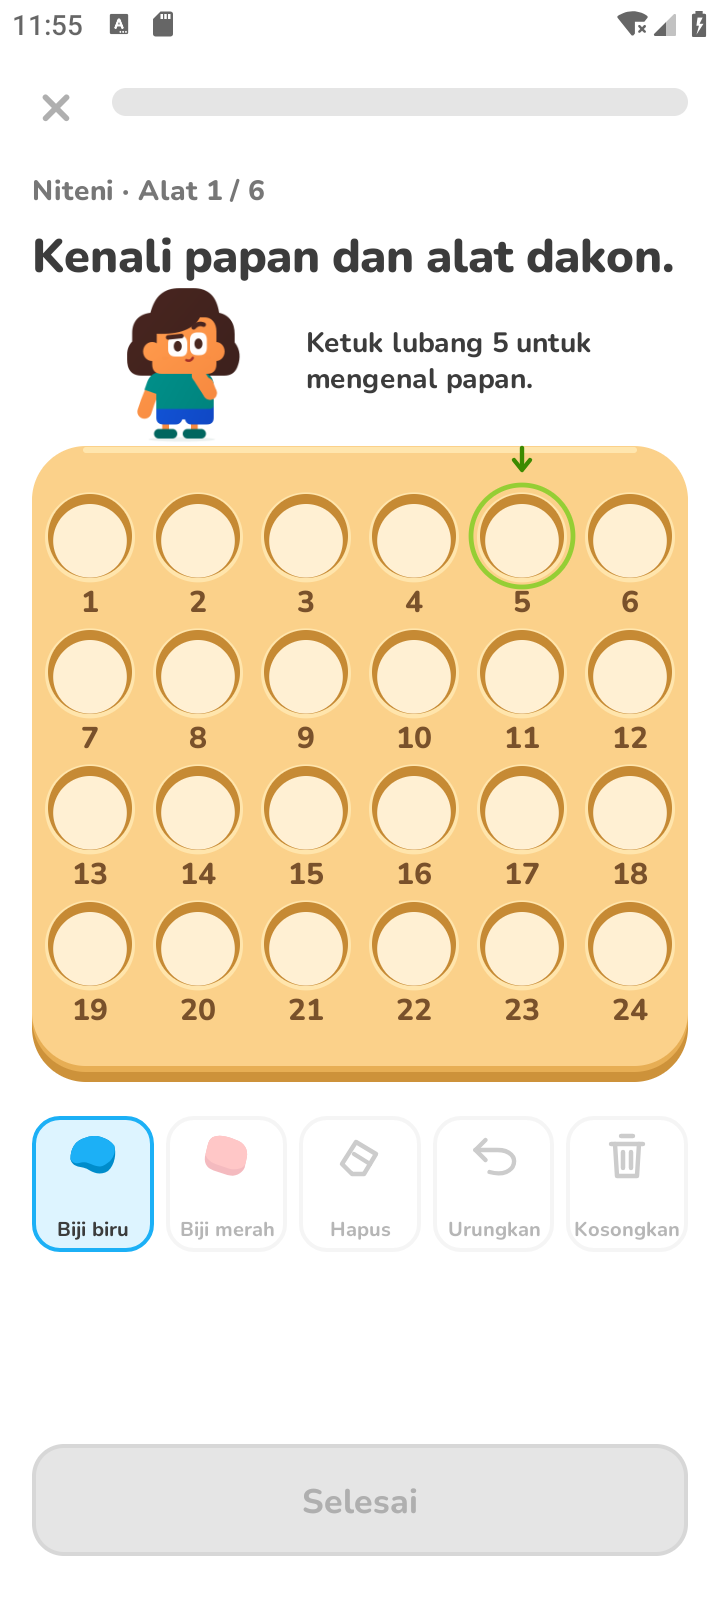 11:55
A
Niteni · Alat 1 / 6
Kenali papan dan alat dakon.
Ketuk lubang 5 untuk
mengenal papan.
1 2 3 4 5 6
7 8 9 10 11 12
13 14 15 16 17 18
19 20 21 22 23 24
Biji biru Biji merah Hapus Urungkan Kosongkan
Selesai